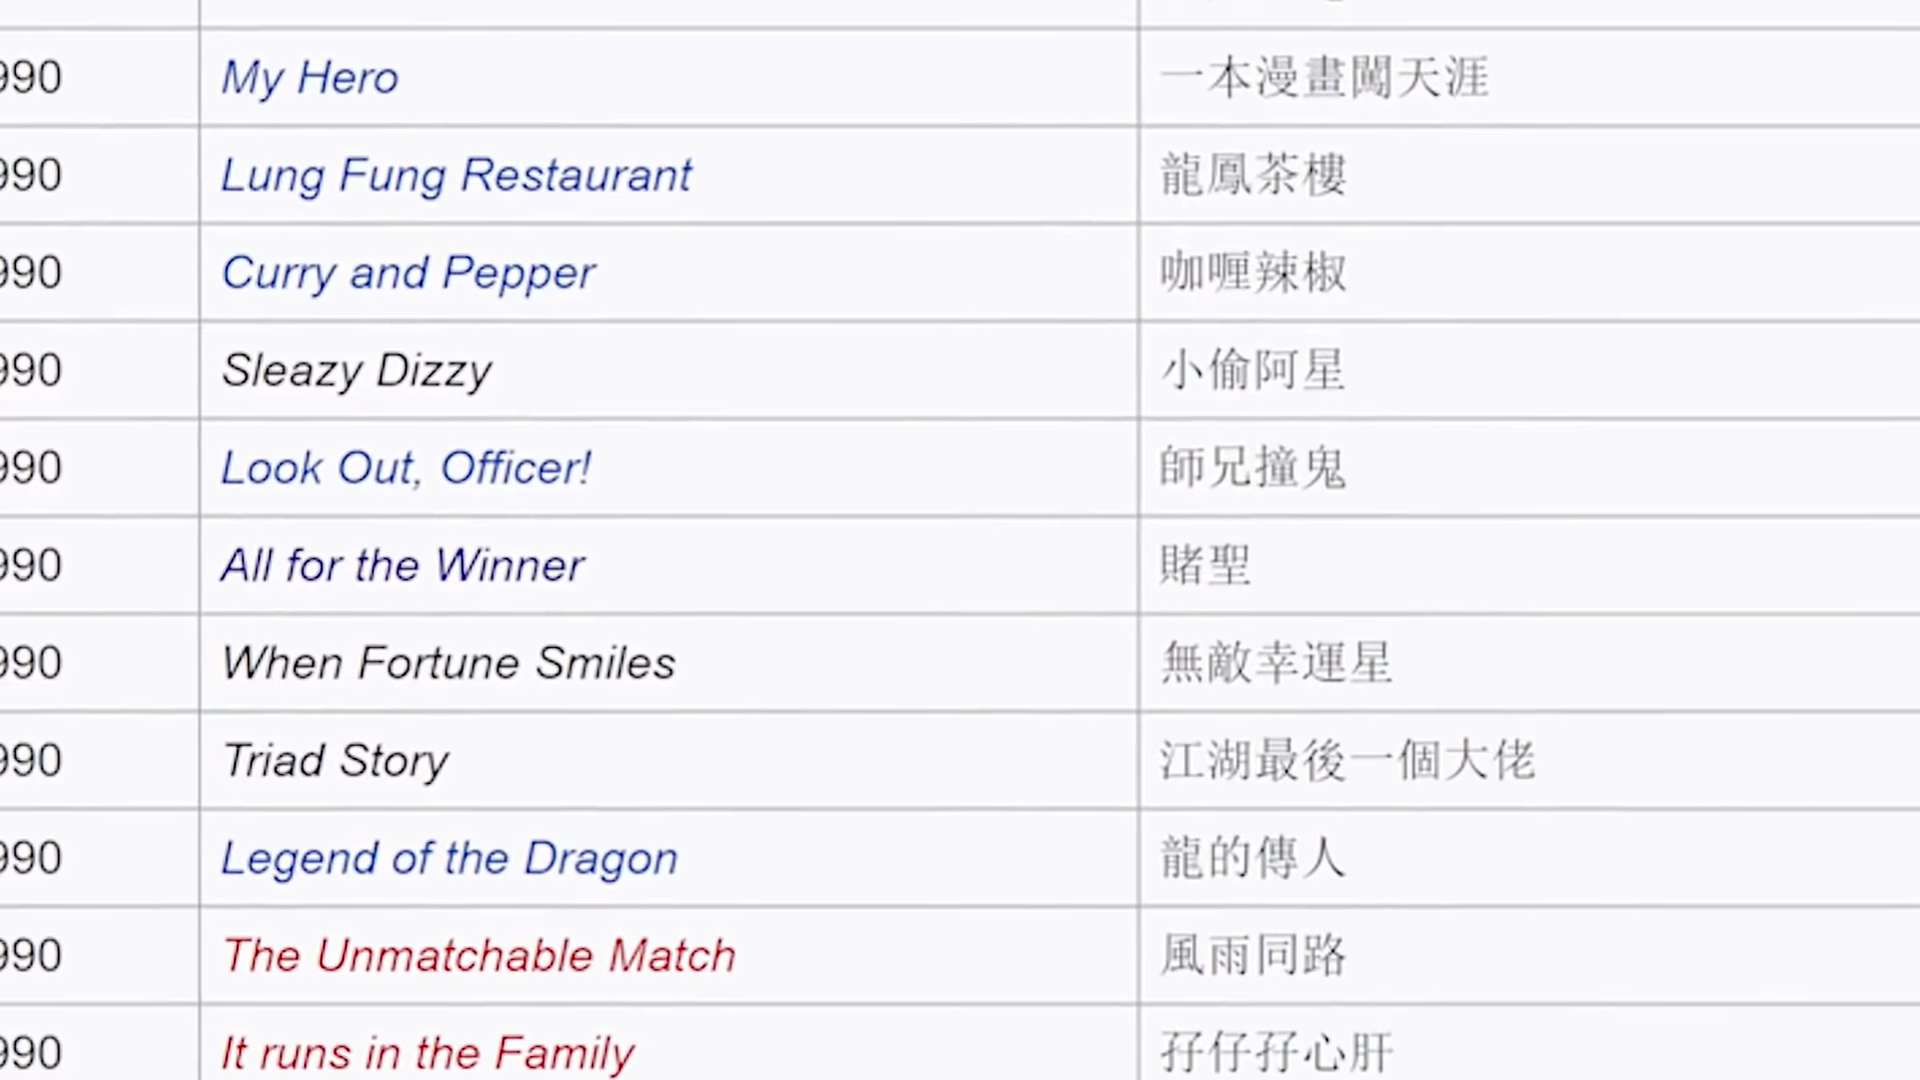 990 My Hero 一本漫畫闖天涯
990 Lung Fung Restaurant 龍鳳茶樓
990 Curry and Pepper 咖喱辣椒
990 Sleazy Dizzy 小偷阿星
990 Look Out, Officer! 師兄撞鬼
990 All for the Winner 賭聖
990 When Fortune Smiles 無敵幸運星
990 Triad Story 江湖最後一個大佬
990 Legend of the Dragon 龍的傳人
990 The Unmatchable Match 風雨同路
990 It runs in the Family 孖仔孖心肝